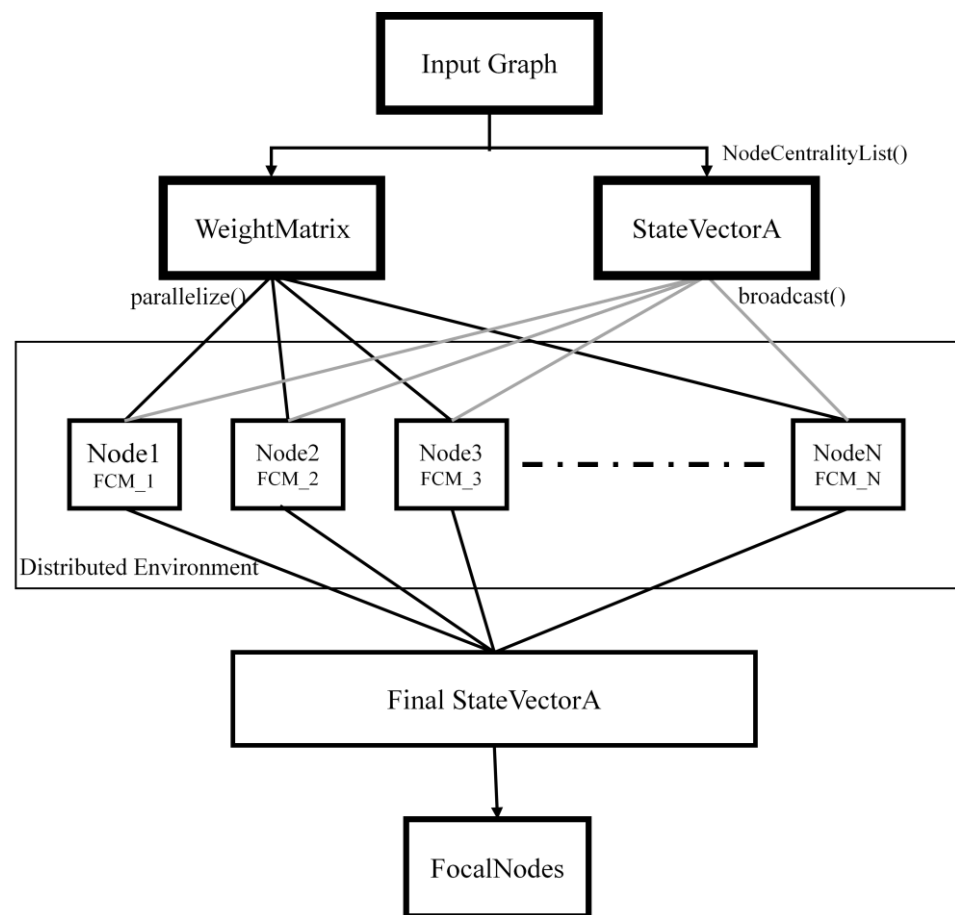 Input Graph
NodeCentralityList()
WeightMatrix
StateVectorA
parallelize()
broadcast()
Node1
FCM_1
Node2
FCM_2
Node3
FCM_3
NodeN
FCM_N
Distributed Environment
Final StateVectorA
FocalNodes